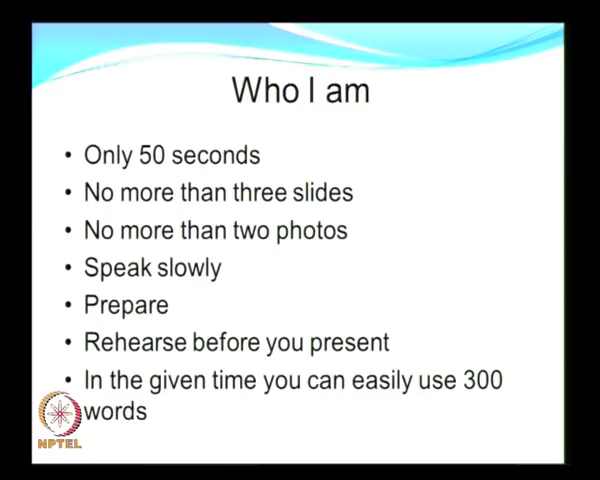 Who I am
• Only 50 seconds
• No more than three slides
• No more than two photos
• Speak slowly
• Prepare
• Rehearse before you present
• In the given time you can easily use 300
words
NPTEL